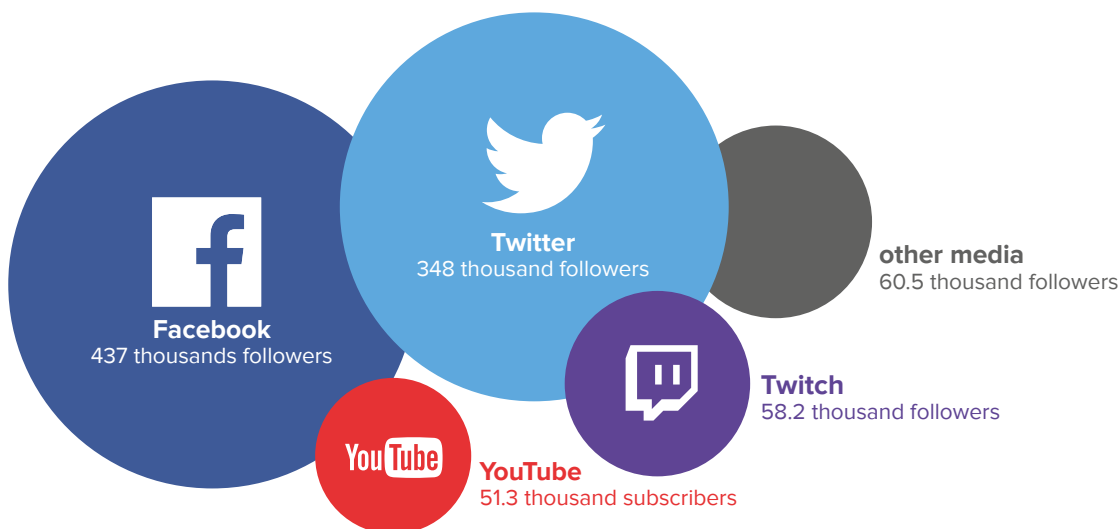 Facebook
437 thousands followers
Twitter
348 thousand followers
other media
60.5 thousand followers
Twitch
58.2 thousand followers
YouTube
YouTube
51.3 thousand subscribers